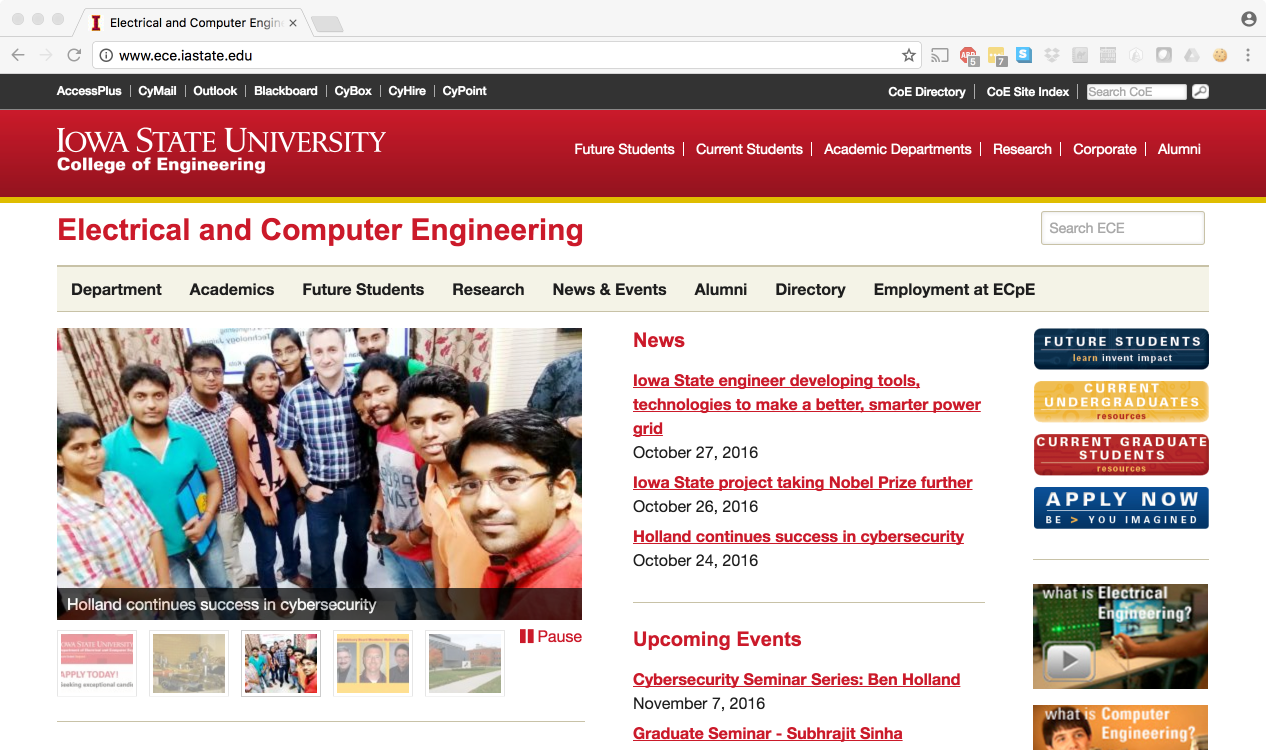 Electrical and Computer Engin
www.ece.iastate.edu
ABP
5
7
S
AccessPlus
CyMail
Outlook
Blackboard
CyBox
CyHire
CyPoint
CoE Directory
CoE Site Index
Search CoE
IOWA STATE UNIVERSITY
College of Engineering
Future Students
Current Students
Academic Departments
Research
Corporate
Alumni
Electrical and Computer Engineering
Search ECE
Department
Academics
Future Students
Research
News & Events
Alumni
Directory
Employment at ECpE
Holland continues success in cybersecurity
IOWA STATE UNIVERSITY
APPLY TODAY!
Pause
News
Iowa State engineer developing tools,
technologies to make a better, smarter power
grid
October 27, 2016
Iowa State project taking Nobel Prize further
October 26, 2016
Holland continues success in cybersecurity
October 24, 2016
Upcoming Events
Cybersecurity Seminar Series: Ben Holland
November 7, 2016
Graduate Seminar - Subhrajit Sinha
FUTURE STUDENTS
learn invent impact
CURRENT
UNDERGRADUATES
resources
CURRENT GRADUATE
STUDENTS
resources
APPLY NOW
BE > YOU IMAGINED
what is Electrical
Engineering?
what is Computer
Engineering?